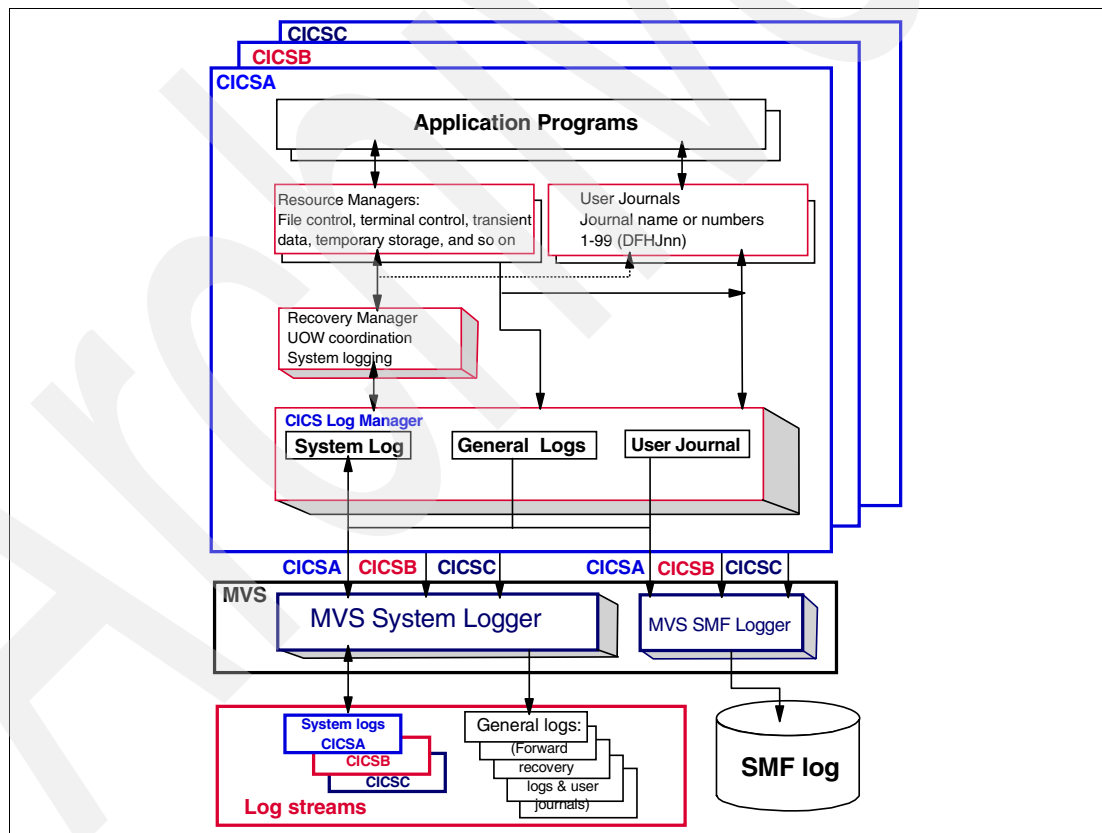 CICSC
CICSB
CICSA
Application Programs
Resource Managers:
File control, terminal control, transient
data, temporary storage, and so on
User Journals
Journal name or numbers
1-99 (DFHJnn)
Recovery Manager
UOW coordination
System logging
CICS Log Manager
System Log
General Logs
User Journal
CICSA CICSB CICSC
CICSA CICSB CICSC
MVS
MVS System Logger
MVS SMF Logger
System logs
CICSA
CICSB
CICSC
General logs:
(Forward
recovery
logs & user
journals)
Log streams
SMF log